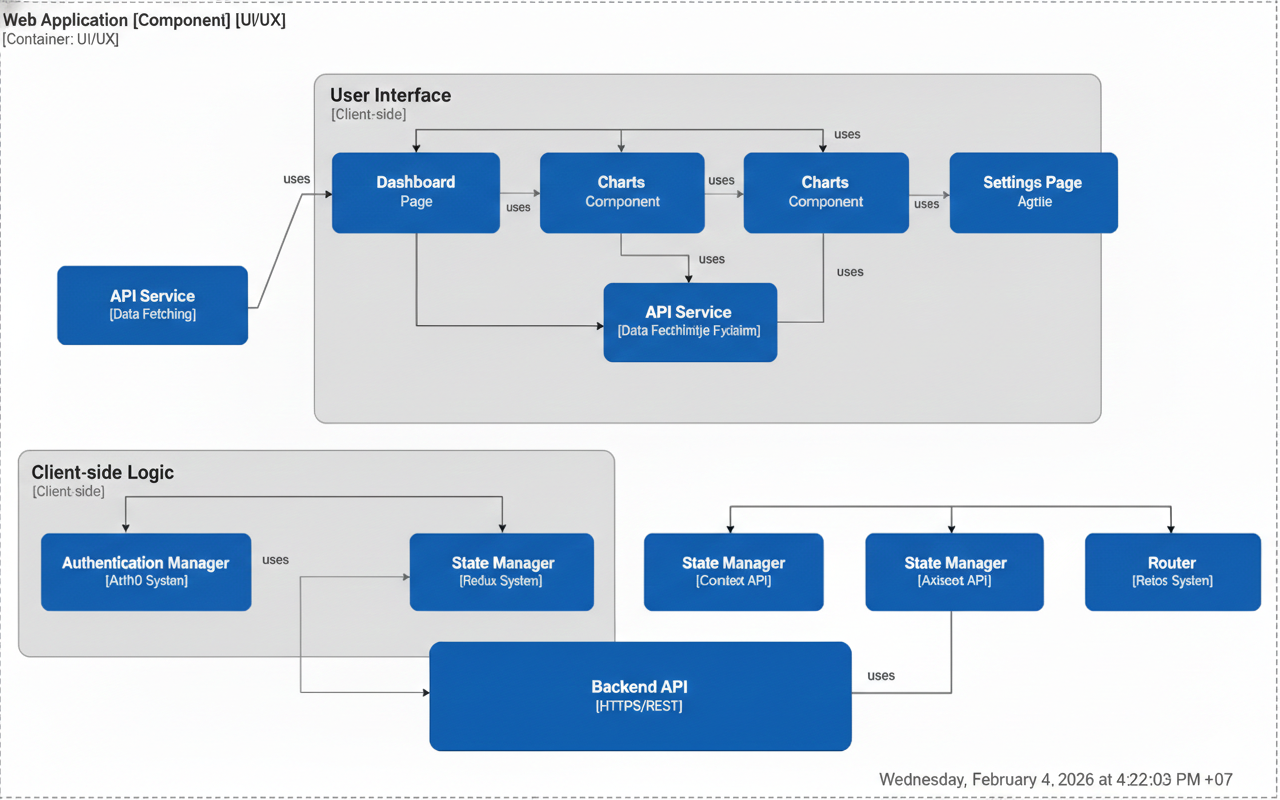 Web Application [Component] [UI/UX]
[Container: UI/UX]
User Interface
[Client-side]
uses
uses
Dashboard
Page
uses
Charts
Component
uses
Charts
Component
uses
Settings Page
Agtlie
uses
uses
API Service
[Data Fetching]
API Service
[Data Fecthimtje Fydairm]
Client-side Logic
[Client-side]
Authentication Manager
[Arth0 Systan]
uses
State Manager
[Redux System]
State Manager
[Context API]
State Manager
[Axiseot API]
Router
[Retos Systen]
Backend API
[HTTPS/REST]
uses
Wednesday, February 4, 2026 at 4:22:03 PM +07